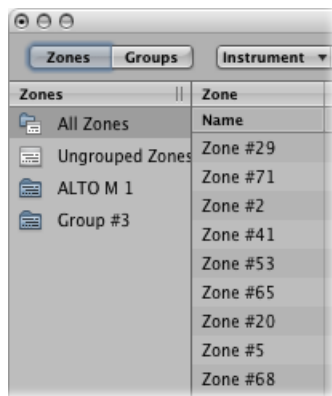 Zones Groups Instrument
Zones Zone
All Zones Name
Ungrouped Zones Zone #29
ALTO M 1 Zone #71
Group #3 Zone #2
Zone #41
Zone #53
Zone #65
Zone #20
Zone #5
Zone #68